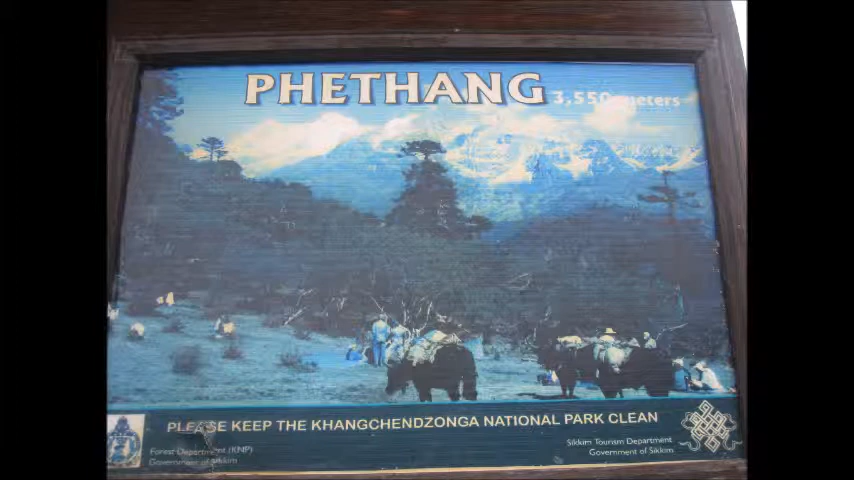 PHETHANG 3,550 meters
PLEASE KEEP THE KHANGCHENDZONGA NATIONAL PARK CLEAN
Forest Department (KNP)
Government of Sikkim
Sikkim Tourism Department
Government of Sikkim